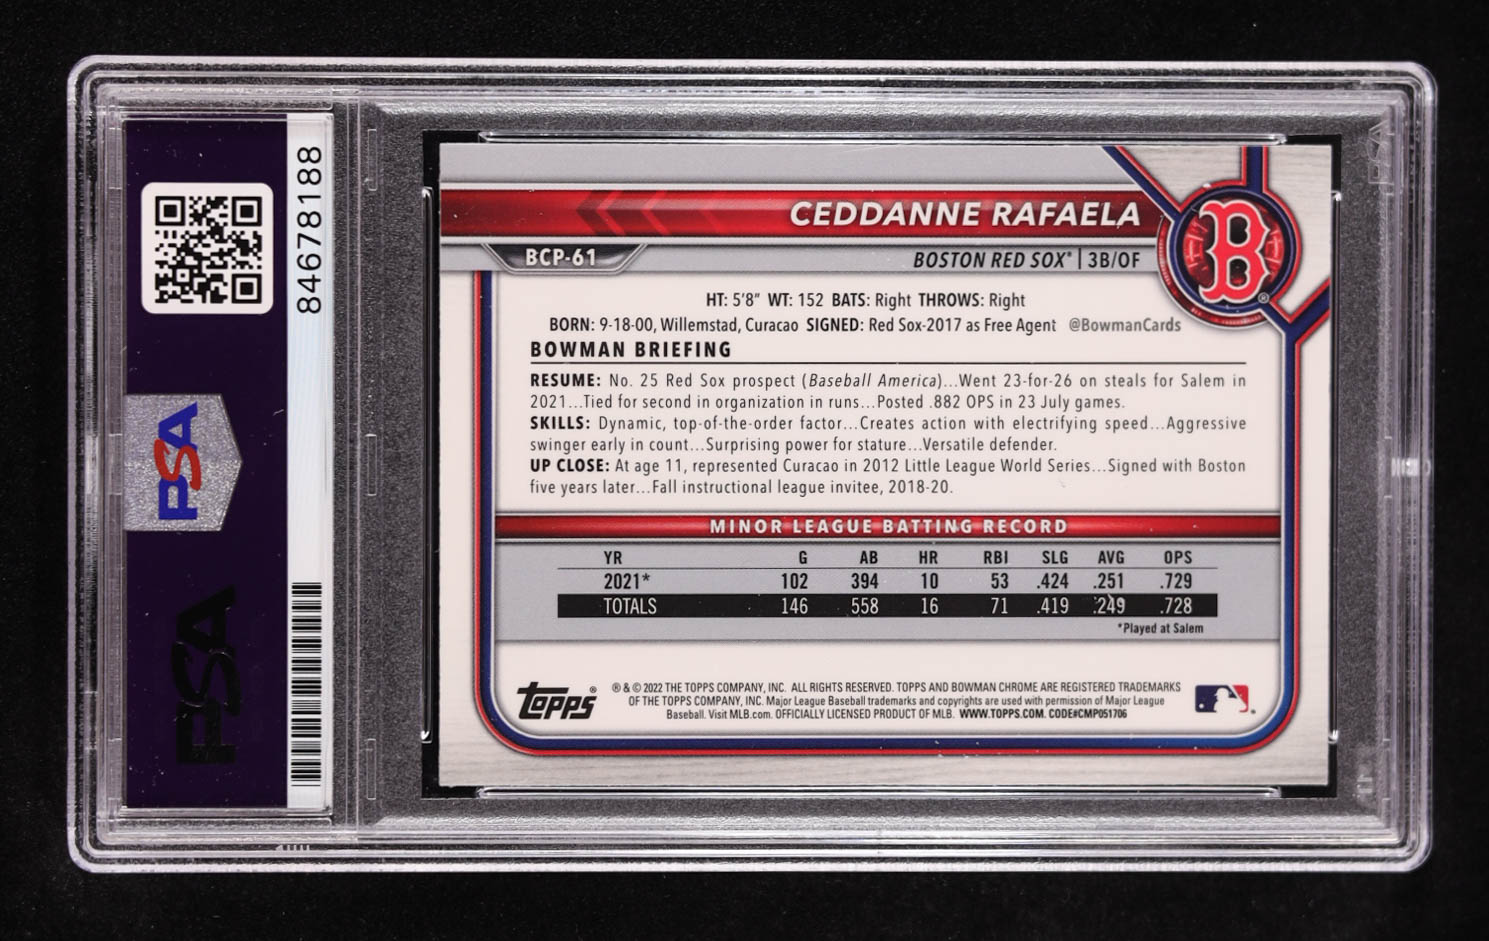 84678188
PSA
PSA
CEDDANNE RAFAELA
BCP-61
BOSTON RED SOX® | 3B/OF
B®
HT: 5'8" WT: 152 BATS: Right THROWS: Right
BORN: 9-18-00, Willemstad, Curacao SIGNED: Red Sox-2017 as Free Agent @BowmanCards
BOWMAN BRIEFING
RESUME: No. 25 Red Sox prospect (Baseball America)...Went 23-for-26 on steals for Salem in
2021...Tied for second in organization in runs...Posted .882 OPS in 23 July games.
SKILLS: Dynamic, top-of-the-order factor...Creates action with electrifying speed...Aggressive
swinger early in count...Surprising power for stature...Versatile defender.
UP CLOSE: At age 11, represented Curacao in 2012 Little League World Series...Signed with Boston
five years later...Fall instructional league invitee, 2018-20.
MINOR LEAGUE BATTING RECORD
YR G AB HR RBI SLG AVG OPS
2021* 102 394 10 53 .424 .251 .729
TOTALS 146 558 16 71 .419 .249 .728
*Played at Salem
topps®
® & © 2022 THE TOPPS COMPANY, INC. ALL RIGHTS RESERVED. TOPPS AND BOWMAN CHROME ARE REGISTERED TRADEMARKS
OF THE TOPPS COMPANY, INC. Major League Baseball trademarks and copyrights are used with permission of Major League
Baseball. Visit MLB.com. OFFICIALLY LICENSED PRODUCT OF MLB. WWW.TOPPS.COM. CODE#CMP051706